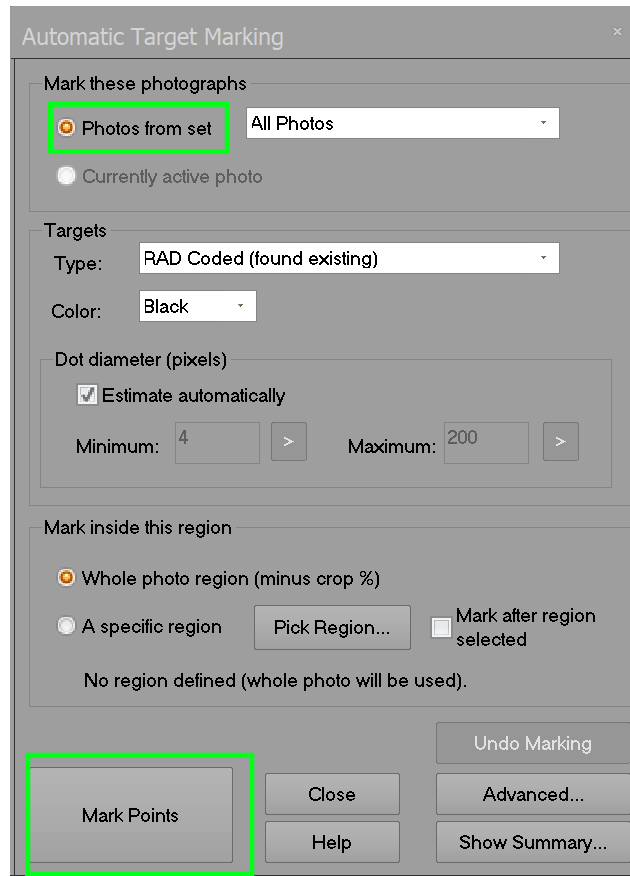 Automatic Target Marking
Mark these photographs
Photos from set
All Photos
Currently active photo
Targets
Type:
RAD Coded (found existing)
Color:
Black
Dot diameter (pixels)
Estimate automatically
Minimum:
4
>
Maximum:
200
>
Mark inside this region
Whole photo region (minus crop %)
A specific region
Pick Region...
Mark after region
selected
No region defined (whole photo will be used).
Undo Marking
Mark Points
Close
Advanced...
Help
Show Summary...